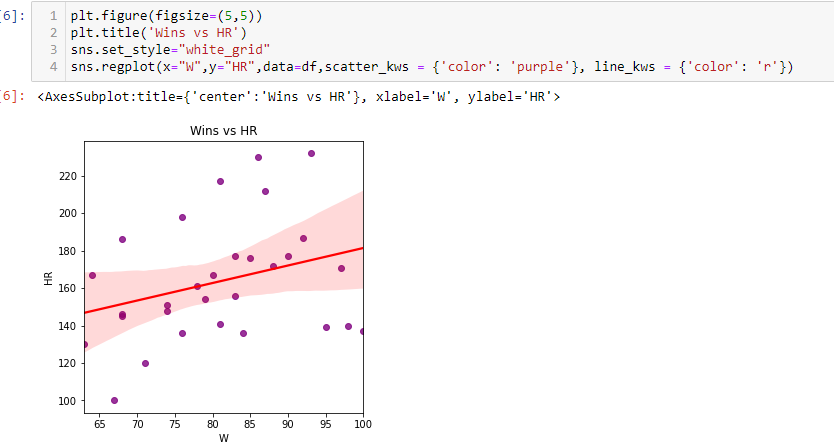 [6]:
1 plt.figure(figsize=(5,5))
2 plt.title('Wins vs HR')
3 sns.set_style="white_grid"
4 sns.regplot(x="W",y="HR",data=df,scatter_kws = {'color': 'purple'}, line_kws = {'color': 'r'})
[6]: <AxesSubplot:title={'center':'Wins vs HR'}, xlabel='W', ylabel='HR'>
Wins vs HR
220
200
180
160
140
120
100
HR
65 70 75 80 85 90 95 100
W